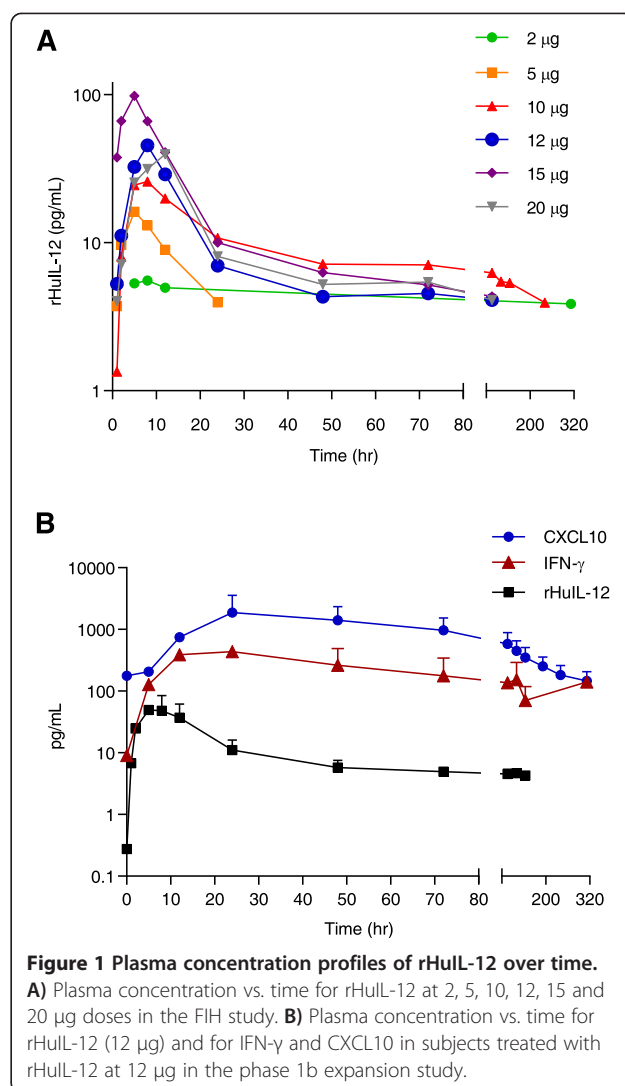 A
2 μg
5 μg
10 μg
12 μg
15 μg
20 μg
100
10
1
rHuIL-12 (pg/mL)
0 10 20 30 40 50 60 70 80 200 320
Time (hr)
B
CXCL10
IFN-γ
rHuIL-12
10000
1000
100
10
1
0.1
pg/mL
0 10 20 30 40 50 60 70 80 200 320
Time (hr)
Figure 1 Plasma concentration profiles of rHuIL-12 over time.
A) Plasma concentration vs. time for rHuIL-12 at 2, 5, 10, 12, 15 and
20 μg doses in the FIH study. B) Plasma concentration vs. time for
rHuIL-12 (12 μg) and for IFN-γ and CXCL10 in subjects treated with
rHuIL-12 at 12 μg in the phase 1b expansion study.